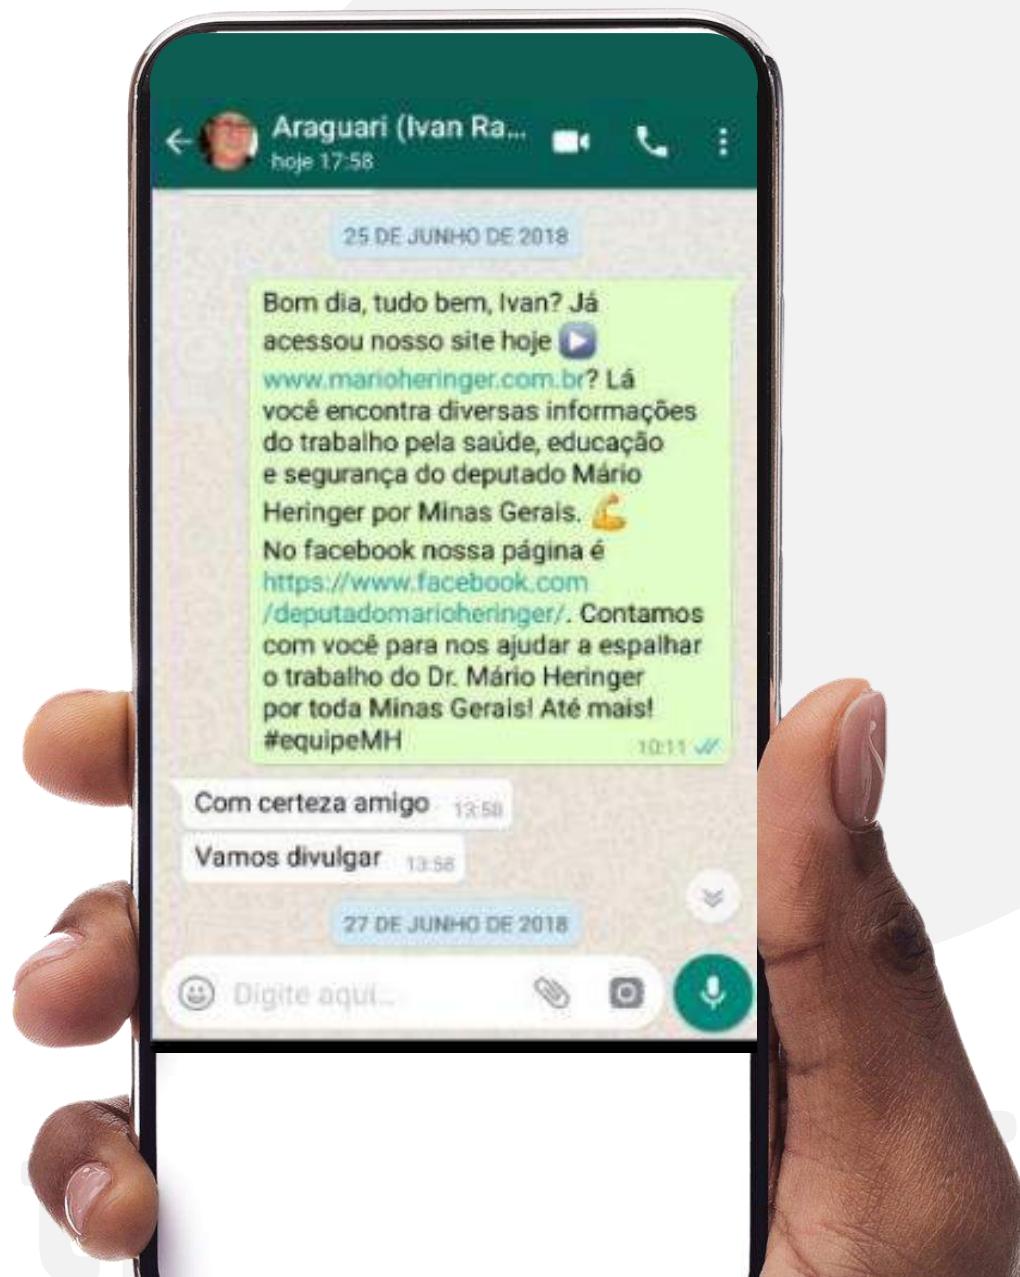 Araguari (Ivan Ra...
hoje 17:58
25 DE JUNHO DE 2018
Bom dia, tudo bem, Ivan? Já
acessou nosso site hoje ▶
www.marioheringer.com.br? Lá
você encontra diversas informações
do trabalho pela saúde, educação
e segurança do deputado Mário
Heringer por Minas Gerais. 💪
No facebook nossa página é
https://www.facebook.com
/deputadomarioheringer/. Contamos
com você para nos ajudar a espalhar
o trabalho do Dr. Mário Heringer
por toda Minas Gerais! Até mais!
#equipeMH 10:11
Com certeza amigo 13:58
Vamos divulgar 13:58
27 DE JUNHO DE 2018
Digite aqui...